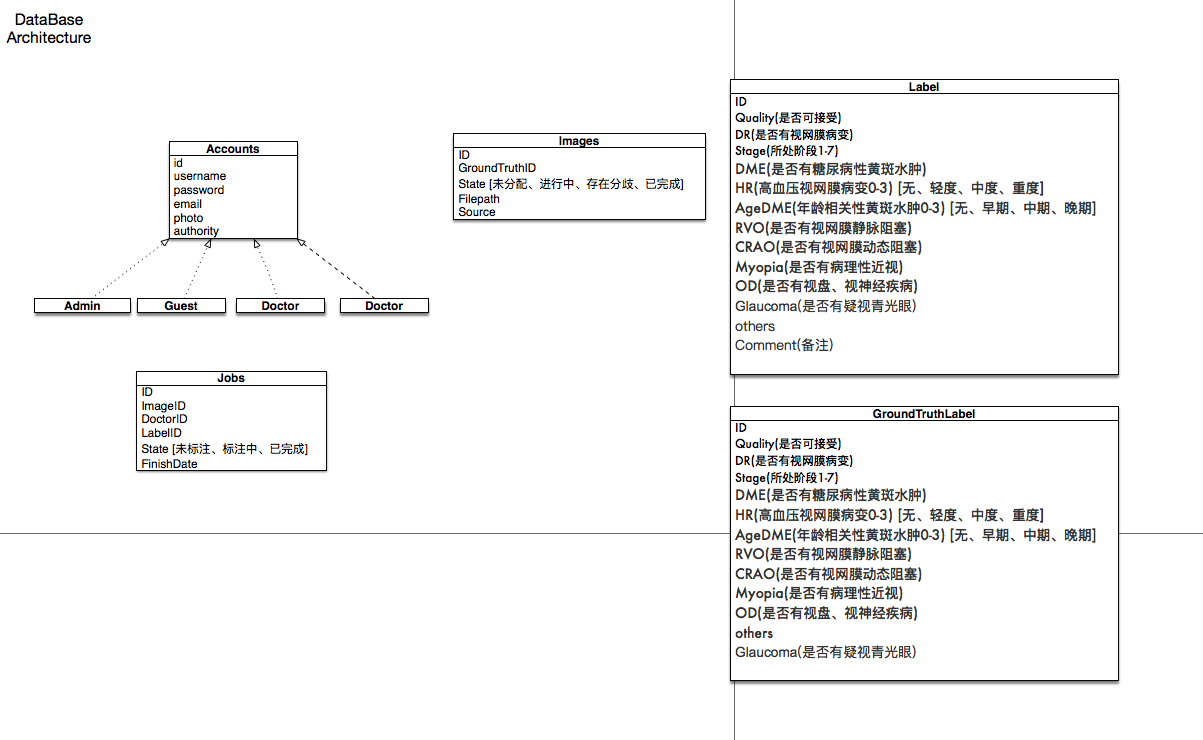 DataBase
Architecture
Accounts
id
username
password
email
photo
authority
Admin
Guest
Doctor
Doctor
Jobs
ID
ImageID
DoctorID
LabelID
State [未标注、标注中、已完成]
FinishDate
Images
ID
GroundTruthID
State [未分配、进行中、存在分歧、已完成]
Filepath
Source
Label
ID
Quality(是否可接受)
DR(是否有视网膜病变)
Stage(所处阶段1-7)
DME(是否有糖尿病性黄斑水肿)
HR(高血压视网膜病变0-3) [无、轻度、中度、重度]
AgeDME(年龄相关性黄斑水肿0-3) [无、早期、中期、晚期]
RVO(是否有视网膜静脉阻塞)
CRAO(是否有视网膜动态阻塞)
Myopia(是否有病理性近视)
OD(是否有视盘、视神经疾病)
Glaucoma(是否有疑视青光眼)
others
Comment(备注)
GroundTruthLabel
ID
Quality(是否可接受)
DR(是否有视网膜病变)
Stage(所处阶段1-7)
DME(是否有糖尿病性黄斑水肿)
HR(高血压视网膜病变0-3) [无、轻度、中度、重度]
AgeDME(年龄相关性黄斑水肿0-3) [无、早期、中期、晚期]
RVO(是否有视网膜静脉阻塞)
CRAO(是否有视网膜动态阻塞)
Myopia(是否有病理性近视)
OD(是否有视盘、视神经疾病)
others
Glaucoma(是否有疑视青光眼)